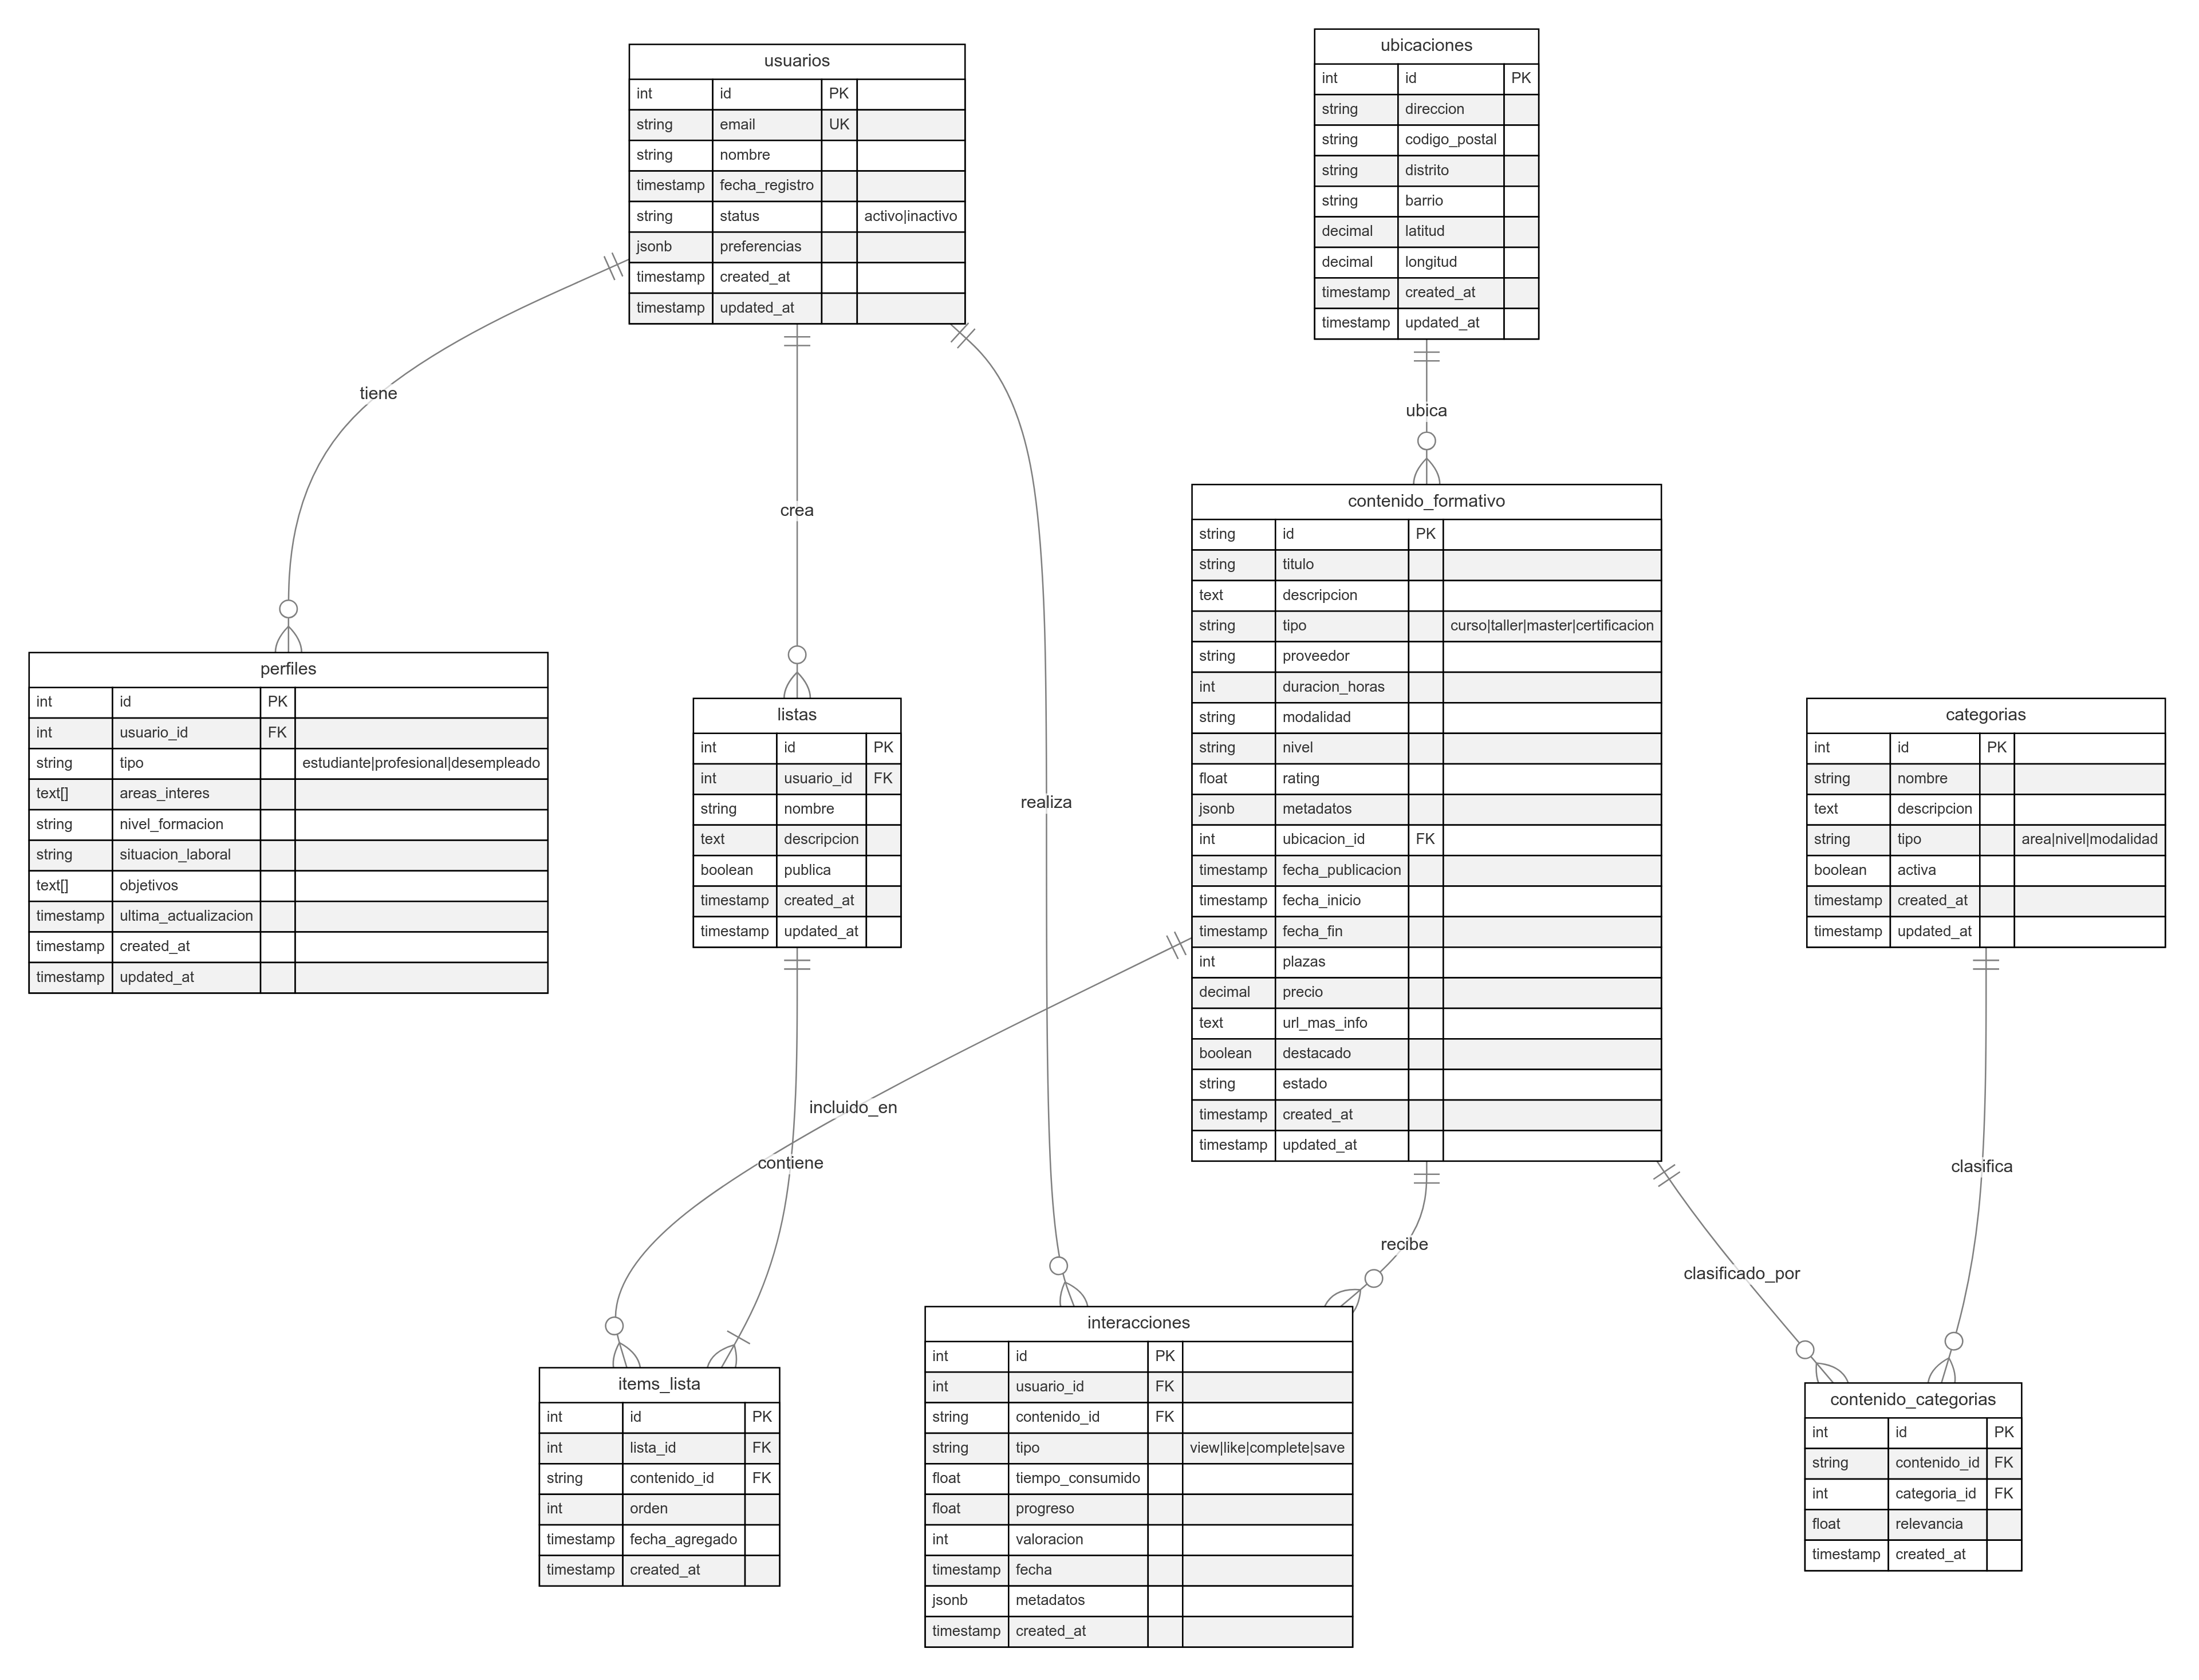 usuarios
int id PK
string email UK
string nombre
timestamp fecha_registro
string status activo|inactivo
jsonb preferencias
timestamp created_at
timestamp updated_at
ubicaciones
int id PK
string direccion
string codigo_postal
string distrito
string barrio
decimal latitud
decimal longitud
timestamp created_at
timestamp updated_at
tiene
crea
realiza
ubica
perfiles
int id PK
int usuario_id FK
string tipo estudiante|profesional|desempleado
text[] areas_interes
string nivel_formacion
string situacion_laboral
text[] objetivos
timestamp ultima_actualizacion
timestamp created_at
timestamp updated_at
listas
int id PK
int usuario_id FK
string nombre
text descripcion
boolean publica
timestamp created_at
timestamp updated_at
contenido_formativo
string id PK
string titulo
text descripcion
string tipo curso|taller|master|certificacion
string proveedor
int duracion_horas
string modalidad
string nivel
float rating
jsonb metadatos
int ubicacion_id FK
timestamp fecha_publicacion
timestamp fecha_inicio
timestamp fecha_fin
int plazas
decimal precio
text url_mas_info
boolean destacado
string estado
timestamp created_at
timestamp updated_at
categorias
int id PK
string nombre
text descripcion
string tipo area|nivel|modalidad
boolean activa
timestamp created_at
timestamp updated_at
incluido_en
contiene
recibe
clasificado_por
clasifica
items_lista
int id PK
int lista_id FK
string contenido_id FK
int orden
timestamp fecha_agregado
timestamp created_at
interacciones
int id PK
int usuario_id FK
string contenido_id FK
string tipo view|like|complete|save
float tiempo_consumido
float progreso
int valoracion
timestamp fecha
jsonb metadatos
timestamp created_at
contenido_categorias
int id PK
string contenido_id FK
int categoria_id FK
float relevancia
timestamp created_at